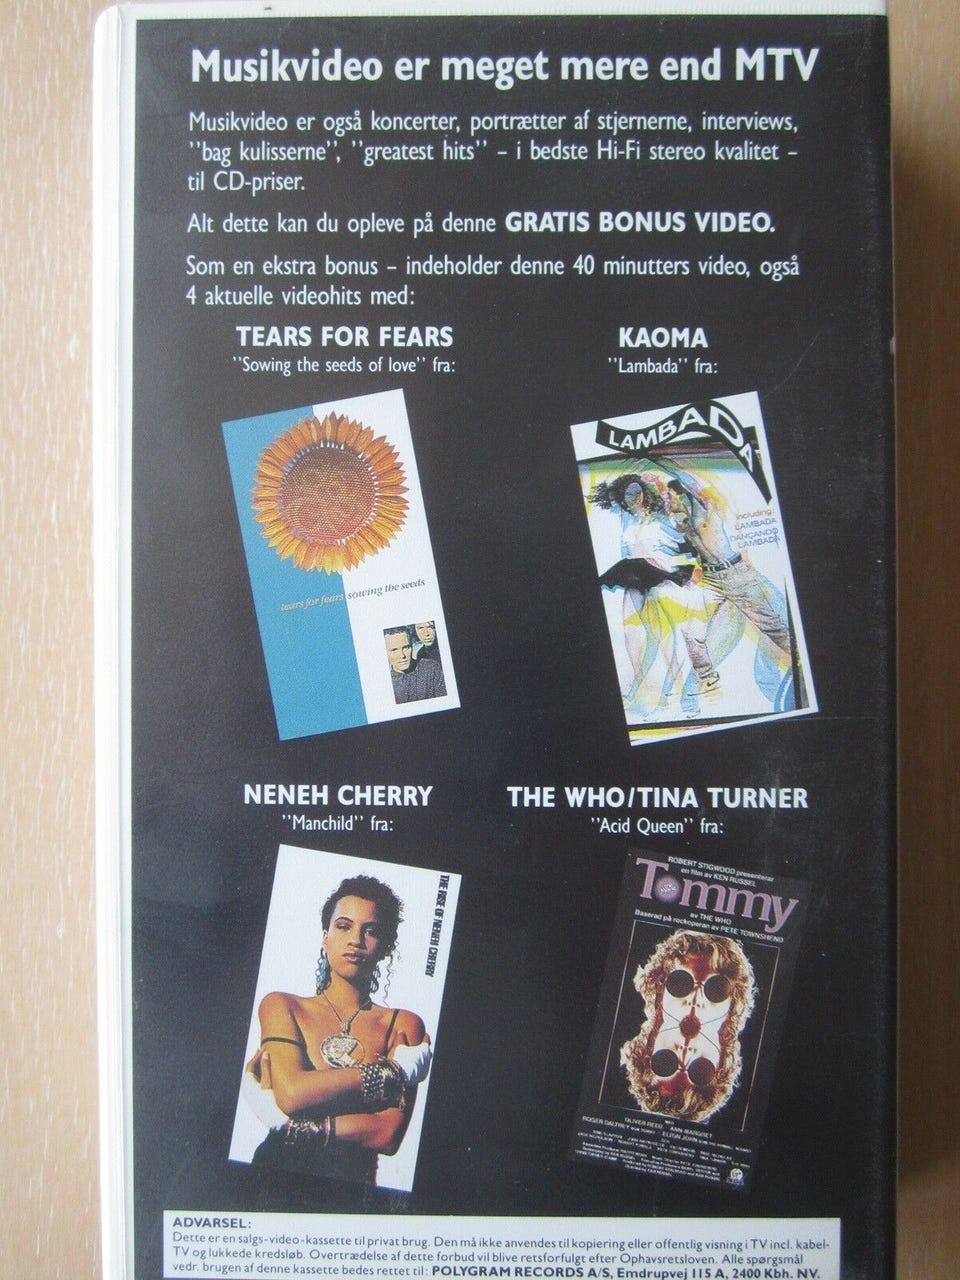 Musikvideo er meget mere end MTV
Musikvideo er også koncerter, portrætter af stjernerne, interviews,
''bag kulisserne'', ''greatest hits'' – i bedste Hi-Fi stereo kvalitet –
til CD-priser.
Alt dette kan du opleve på denne GRATIS BONUS VIDEO.
Som en ekstra bonus – indeholder denne 40 minutters video, også
4 aktuelle videohits med:
TEARS FOR FEARS
''Sowing the seeds of love'' fra:
tears for fears sowing the seeds
KAOMA
''Lambada'' fra:
LAMBADA
including:
LAMBADA
DANÇANDO
LAMBADA
NENEH CHERRY
''Manchild'' fra:
THE RISE OF NENEH CHERRY
THE WHO/TINA TURNER
''Acid Queen'' fra:
ROBERT STIGWOOD presenterar
en film av KEN RUSSEL
Tommy
av THE WHO
Baserad på rockoperan av PETE TOWNSHEND
OLIVER REED ANN-MARGRET
ROGER DALTREY ELTON JOHN
ADVARSEL:
Dette er en salgs-video-kassette til privat brug. Den må ikke anvendes til kopiering eller offentlig visning i TV incl. kabel-
TV og lukkede kredsløb. Overtrædelse af dette forbud vil blive retsforfulgt efter Ophavsretsloven. Alle spørgsmål
vedr. brugen af denne kassette bedes rettet til: POLYGRAM RECORDS A/S, Emdrupvej 115 A, 2400 Kbh. NV.